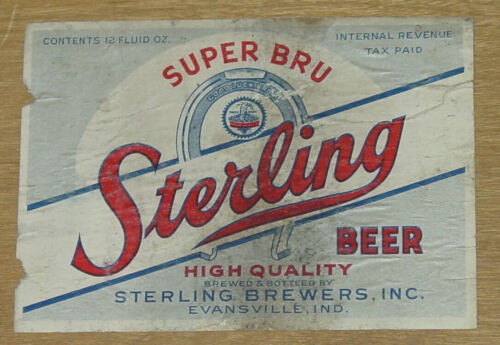 CONTENTS 12 FLUID OZ.
INTERNAL REVENUE
TAX PAID
SUPER BRU
GOOD LUCK
Sterling
BEER
HIGH QUALITY
BREWED & BOTTLED BY
STERLING BREWERS, INC.
EVANSVILLE, IND.